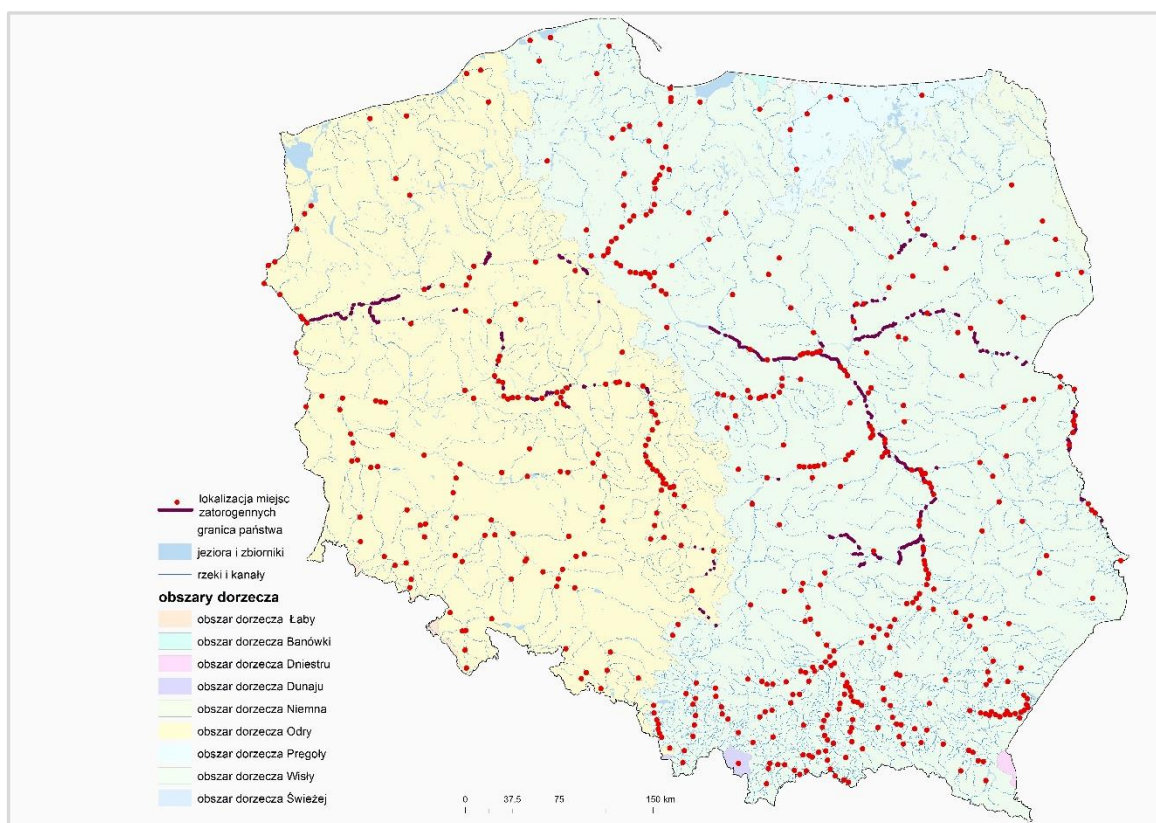 lokalizacja miejsc
zatorogennych
granica państwa
jeziora i zbiorniki
rzeki i kanały
obszary dorzecza
obszar dorzecza Łaby
obszar dorzecza Banówki
obszar dorzecza Dniestru
obszar dorzecza Dunaju
obszar dorzecza Niemna
obszar dorzecza Odry
obszar dorzecza Pregoły
obszar dorzecza Wisły
obszar dorzecza Świeżej
0 37.5 75 150 km